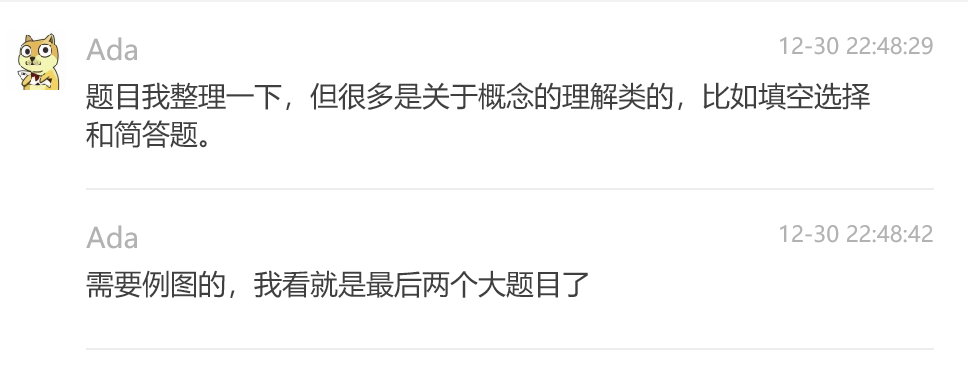 Ada
12-30 22:48:29
题目我整理一下，但很多是关于概念的理解类的，比如填空选择
和简答题。
Ada
12-30 22:48:42
需要例图的，我看就是最后两个大题目了